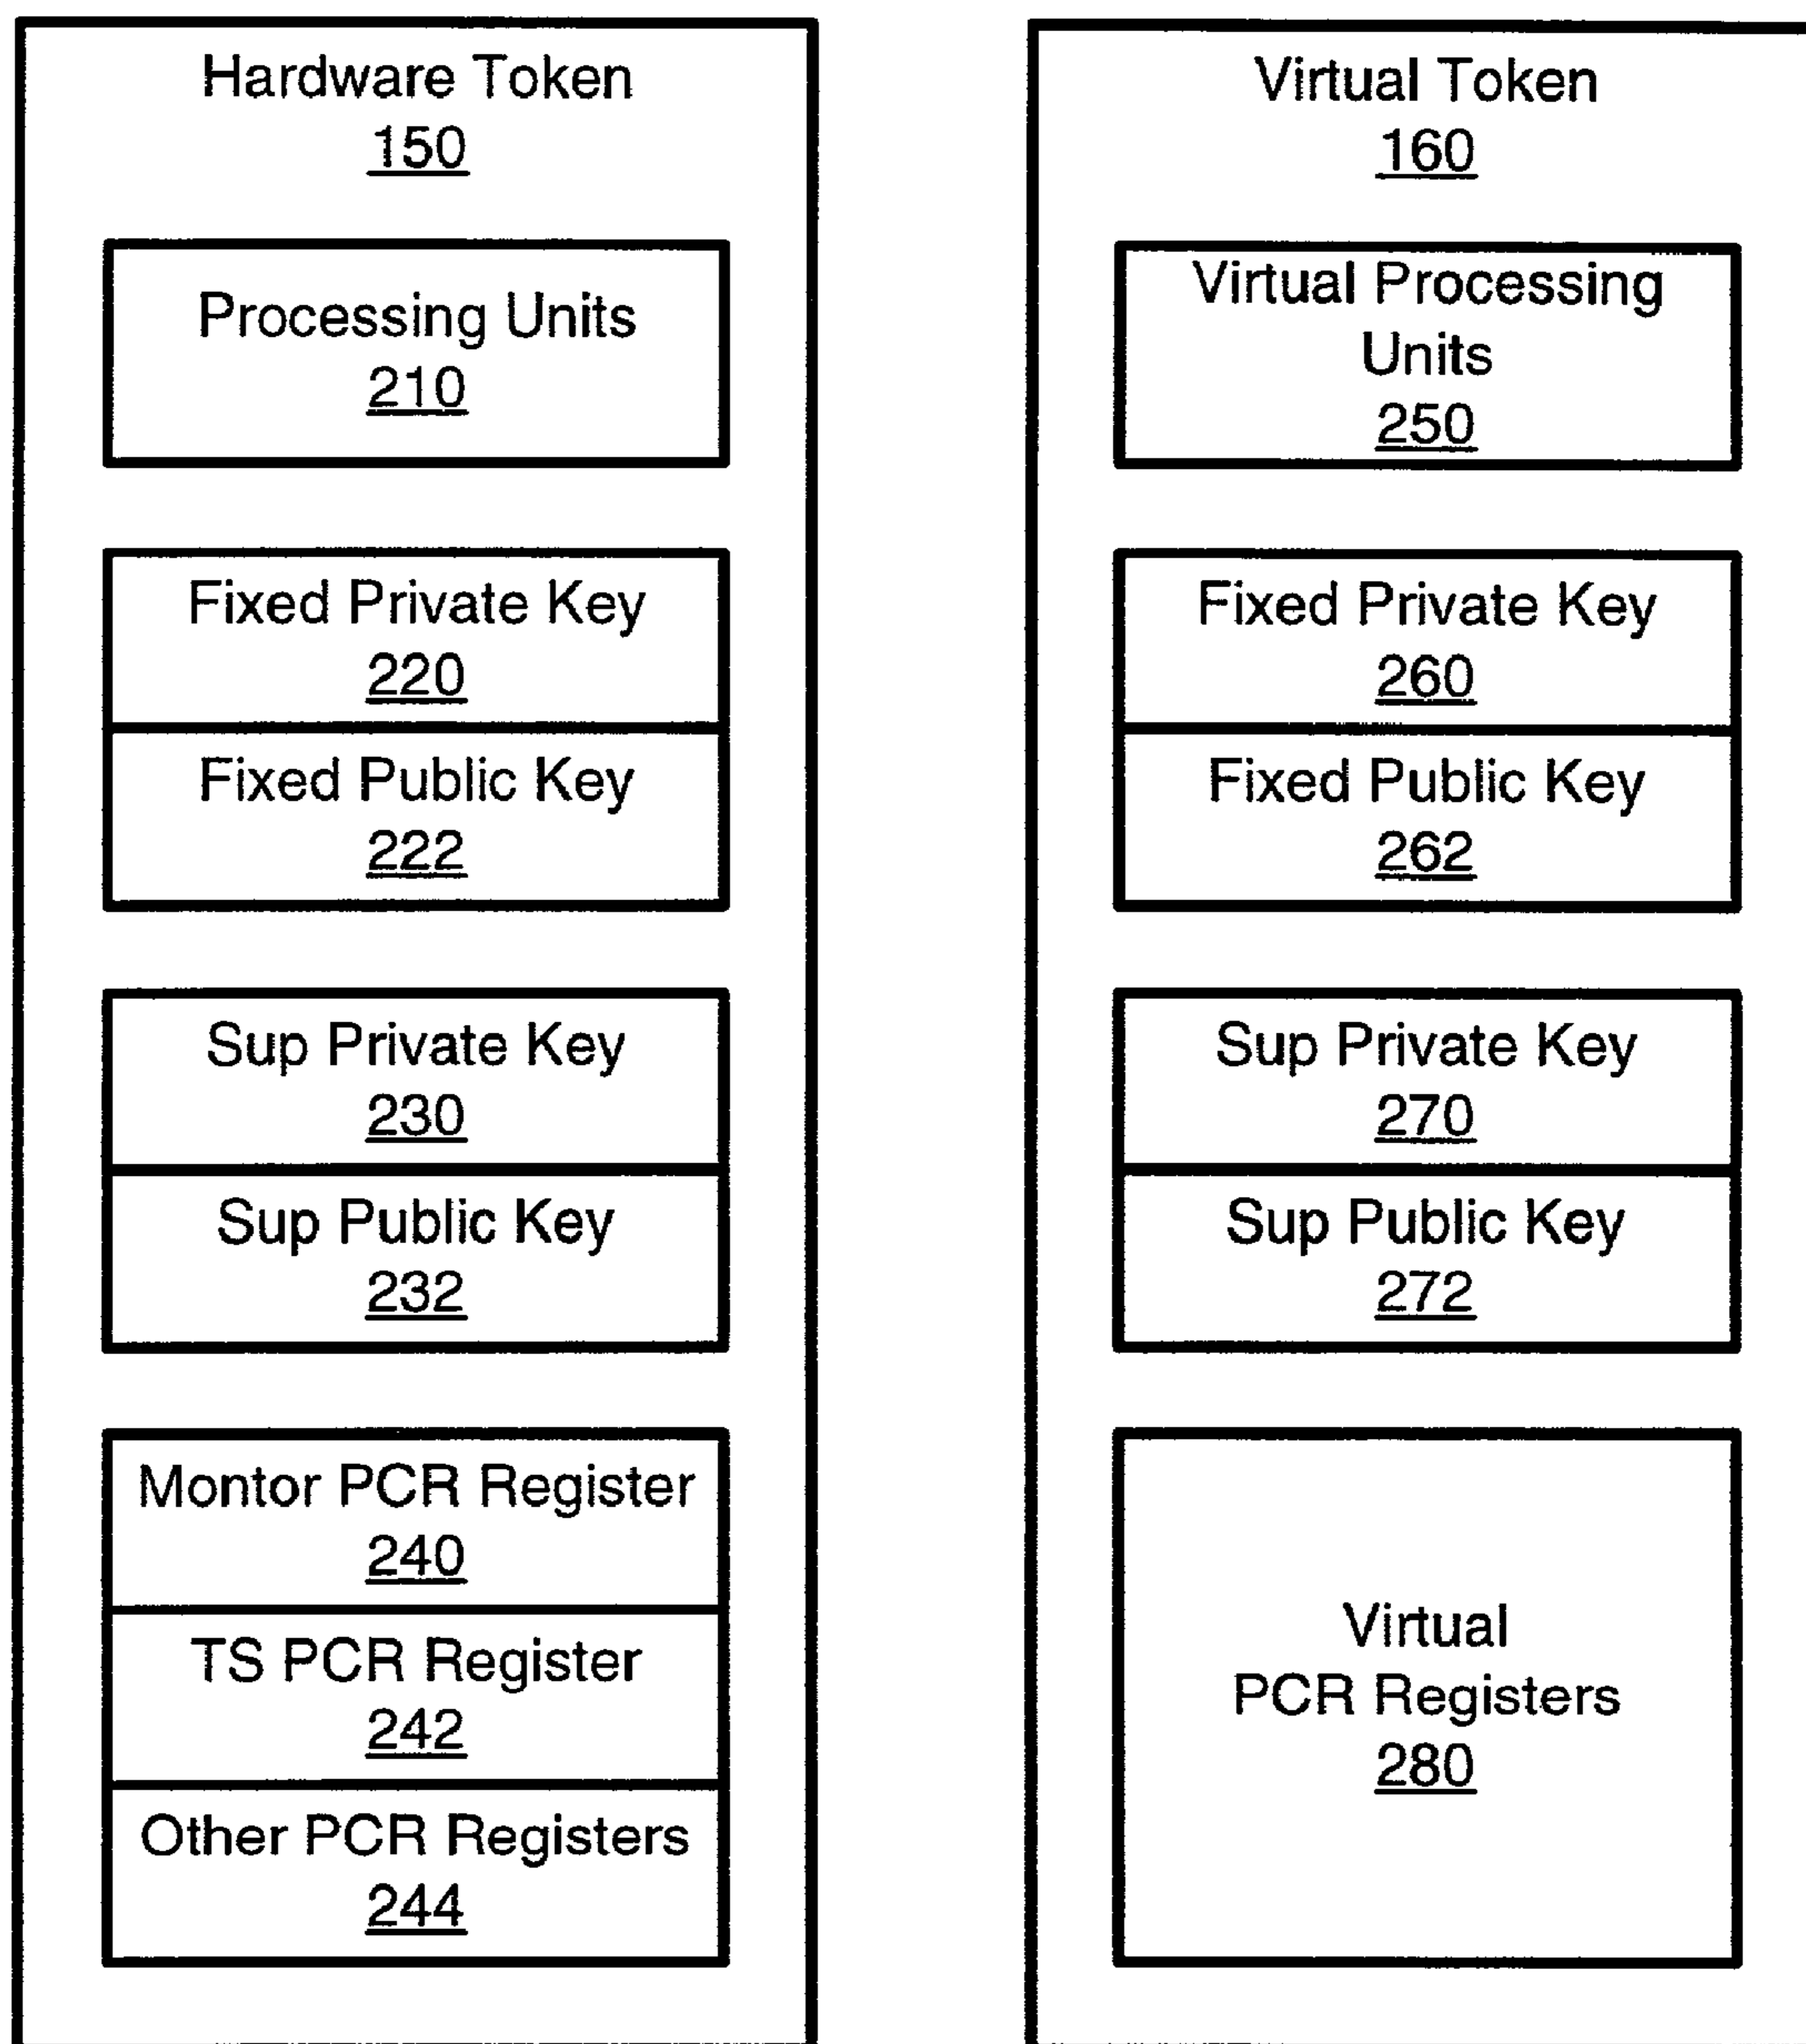 Hardware Token
150
Processing Units
210
Fixed Private Key
220
Fixed Public Key
222
Sup Private Key
230
Sup Public Key
232
Montor PCR Register
240
TS PCR Register
242
Other PCR Registers
244
Virtual Token
160
Virtual Processing
Units
250
Fixed Private Key
260
Fixed Public Key
262
Sup Private Key
270
Sup Public Key
272
Virtual
PCR Registers
280